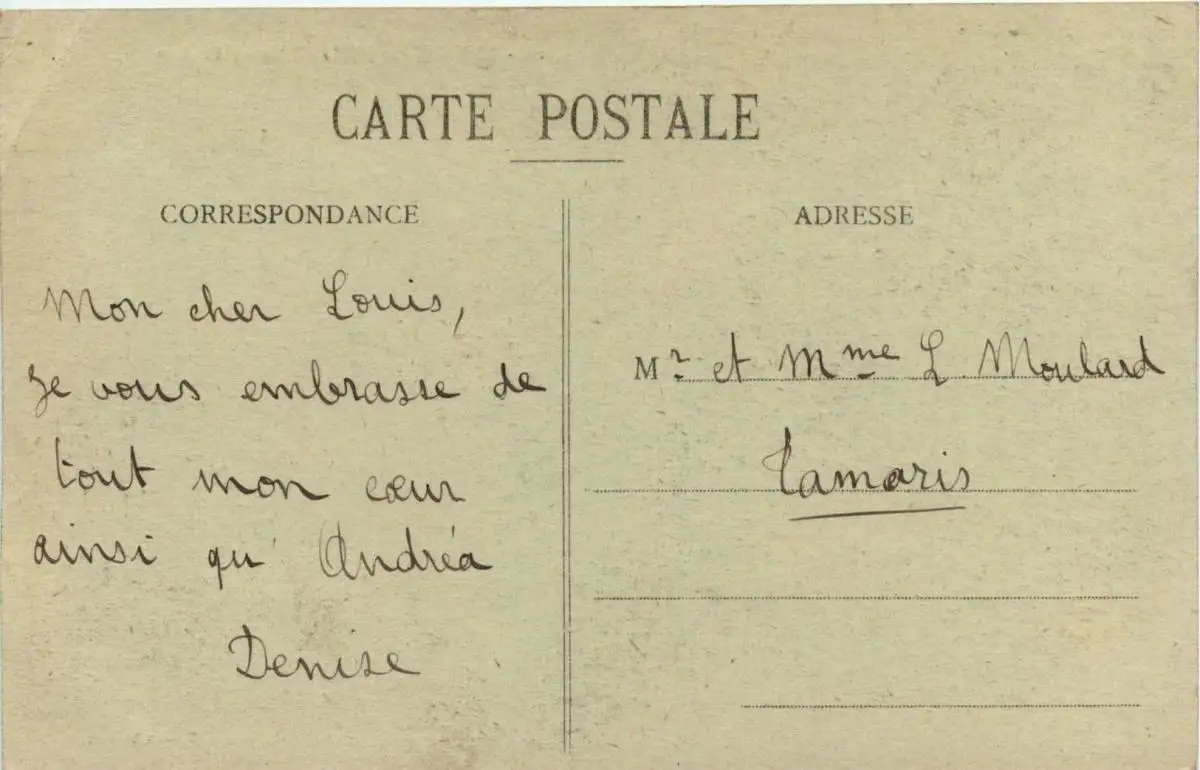 CARTE POSTALE
CORRESPONDANCE
Mon cher Louis,
Je vous embrasse de
tout mon cœur
ainsi qu' Andréa
Denise
ADRESSE
Mr et Mme L Moulard
Tamaris